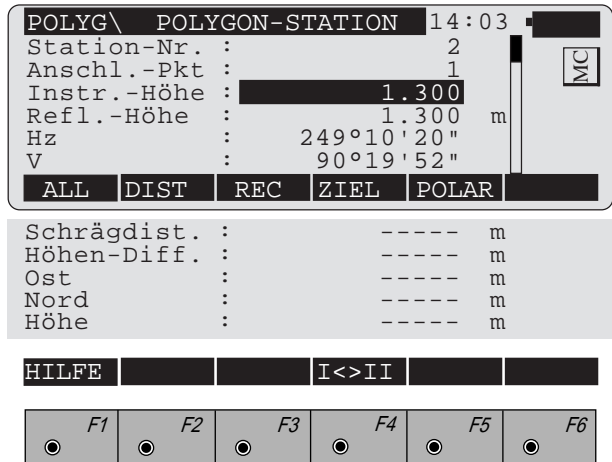 POLYG\ POLYGON-STATION 14:03
Station-Nr. : 2
Anschl.-Pkt : 1
MC
Instr.-Höhe : 1.300
Refl.-Höhe : 1.300 m
Hz : 249°10'20"
V : 90°19'52"
ALL DIST REC ZIEL POLAR
Schrägdist. : ----- m
Höhen-Diff. : ----- m
Ost : ----- m
Nord : ----- m
Höhe : ----- m
HILFE I<>II
F1 F2 F3 F4 F5 F6